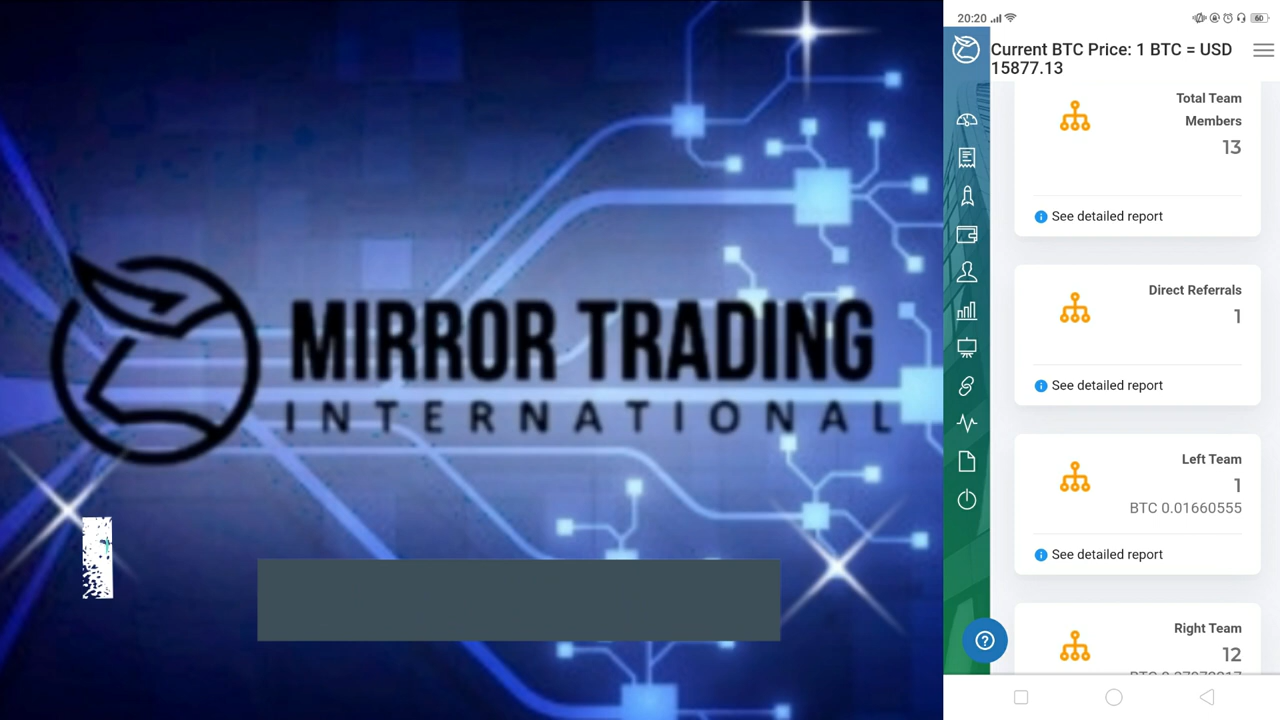 MIRROR TRADING
INTERNATIONAL
20:20
60
Current BTC Price: 1 BTC = USD
15877.13
Total Team
Members
13
See detailed report
Direct Referrals
1
See detailed report
Left Team
1
BTC 0.01660555
See detailed report
Right Team
12